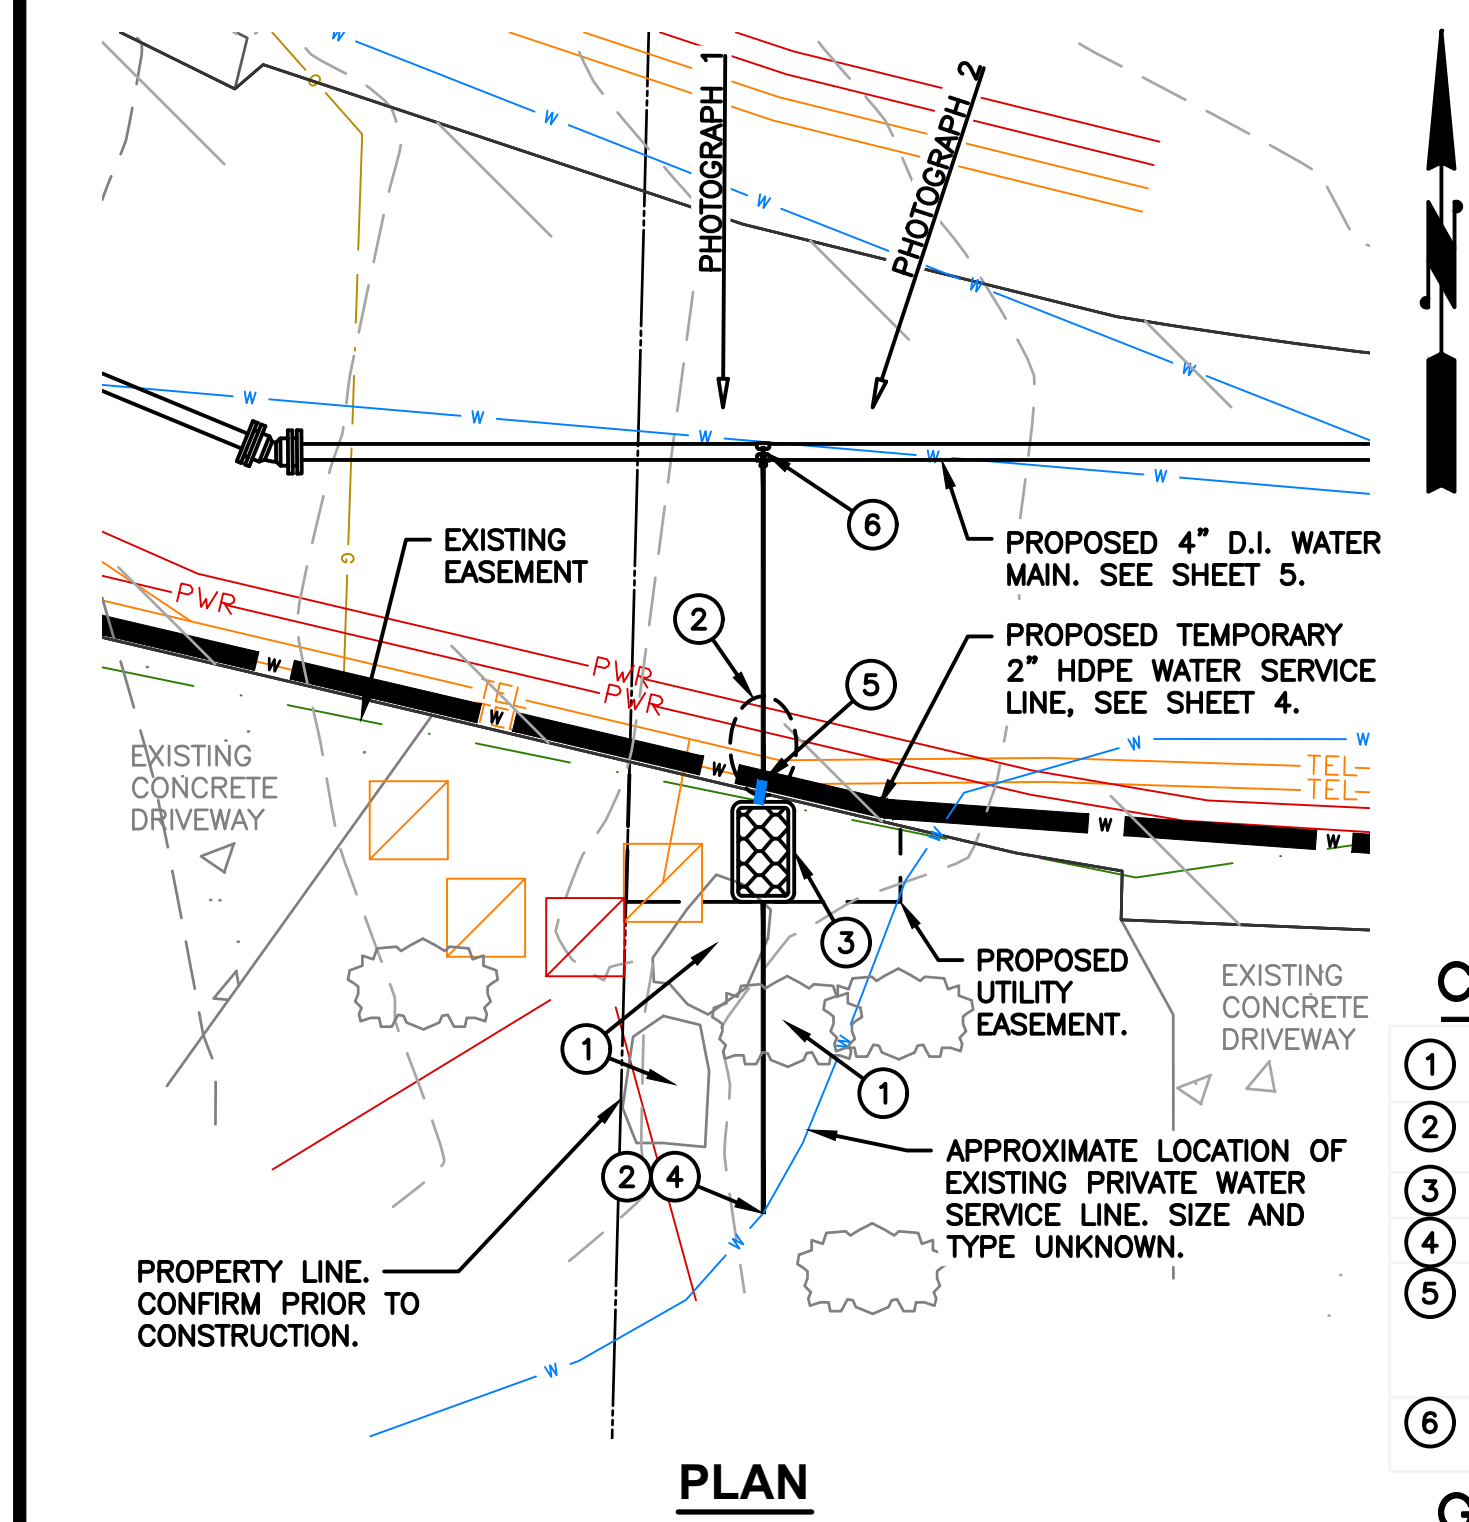 W
G
PHOTOGRAPH 1
PHOTOGRAPH 2
W
W
W
W
N
W
W
W
W
W
6
EXISTING
EASEMENT
G
PROPOSED 4" D.I. WATER
MAIN. SEE SHEET 5.
PWR
2
PROPOSED TEMPORARY
2" HDPE WATER SERVICE
LINE, SEE SHEET 4.
W
PWR
PWR
5
TEL
TEL
W
W
W
W
EXISTING
CONCRETE
DRIVEWAY
TEL
TEL
W
W
W
3
PROPOSED
UTILITY
EASEMENT.
EXISTING
CONCRETE
DRIVEWAY
C
1
W
1
1
2
2
4
3
4
5
6
APPROXIMATE LOCATION OF
EXISTING PRIVATE WATER
SERVICE LINE. SIZE AND
TYPE UNKNOWN.
W
PROPERTY LINE.
CONFIRM PRIOR TO
CONSTRUCTION.
W
PLAN